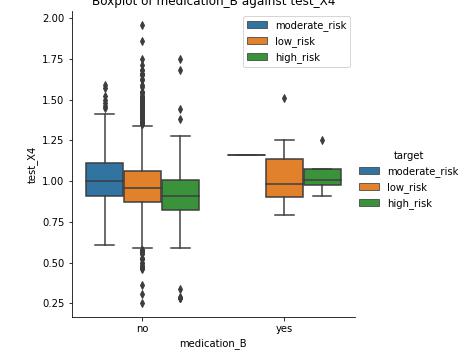 Boxplot of medication_B against test_X4
moderate_risk
low_risk
high_risk
2.00
1.75
1.50
1.25
1.00
0.75
0.50
0.25
test_X4
no
yes
medication_B
target
moderate_risk
low_risk
high_risk